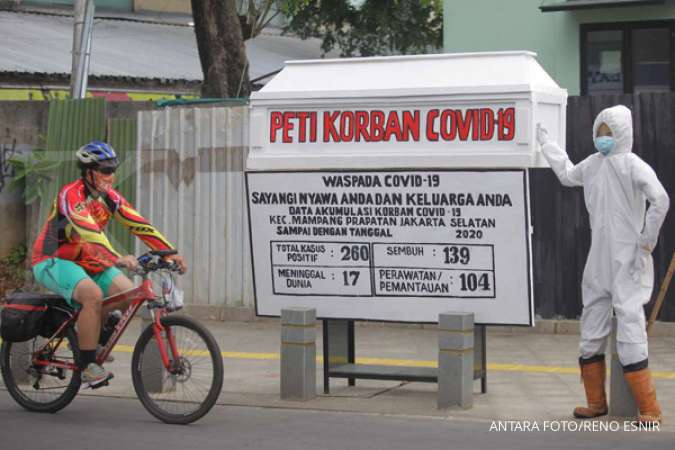 PETI KORBAN COVID-19
WASPADA COVID-19
SAYANGI NYAWA ANDA DAN KELUARGA ANDA
DATA AKUMULASI KORBAN COVID-19
KEC. MAMPANG PRAPATAN JAKARTA SELATAN
SAMPAI DENGAN TANGGAL 2020
TOTAL KASUS POSITIF : 260
SEMBUH : 139
MENINGGAL DUNIA : 17
PERAWATAN/PEMANTAUAN : 104
ANTARA FOTO/RENO ESNIR